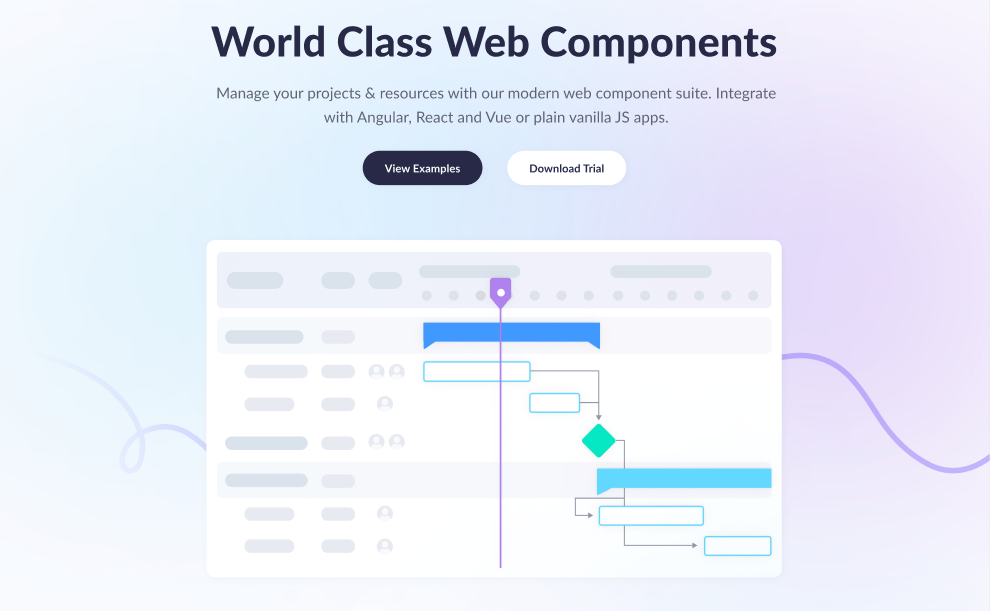 World Class Web Components
Manage your projects & resources with our modern web component suite. Integrate
with Angular, React and Vue or plain vanilla JS apps.
View Examples
Download Trial